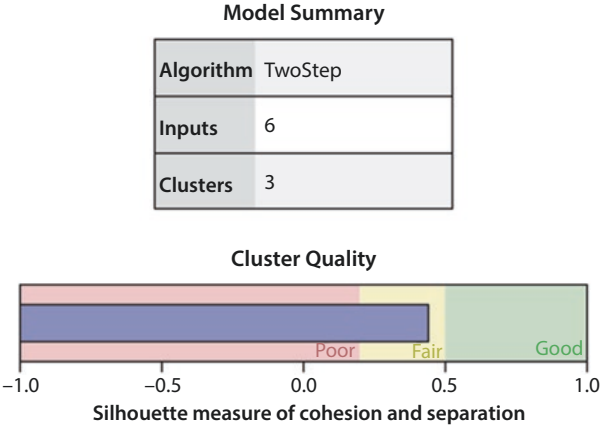 Model Summary
Algorithm TwoStep
Inputs 6
Clusters 3
Cluster Quality
Poor Fair Good
−1.0 −0.5 0.0 0.5 1.0
Silhouette measure of cohesion and separation